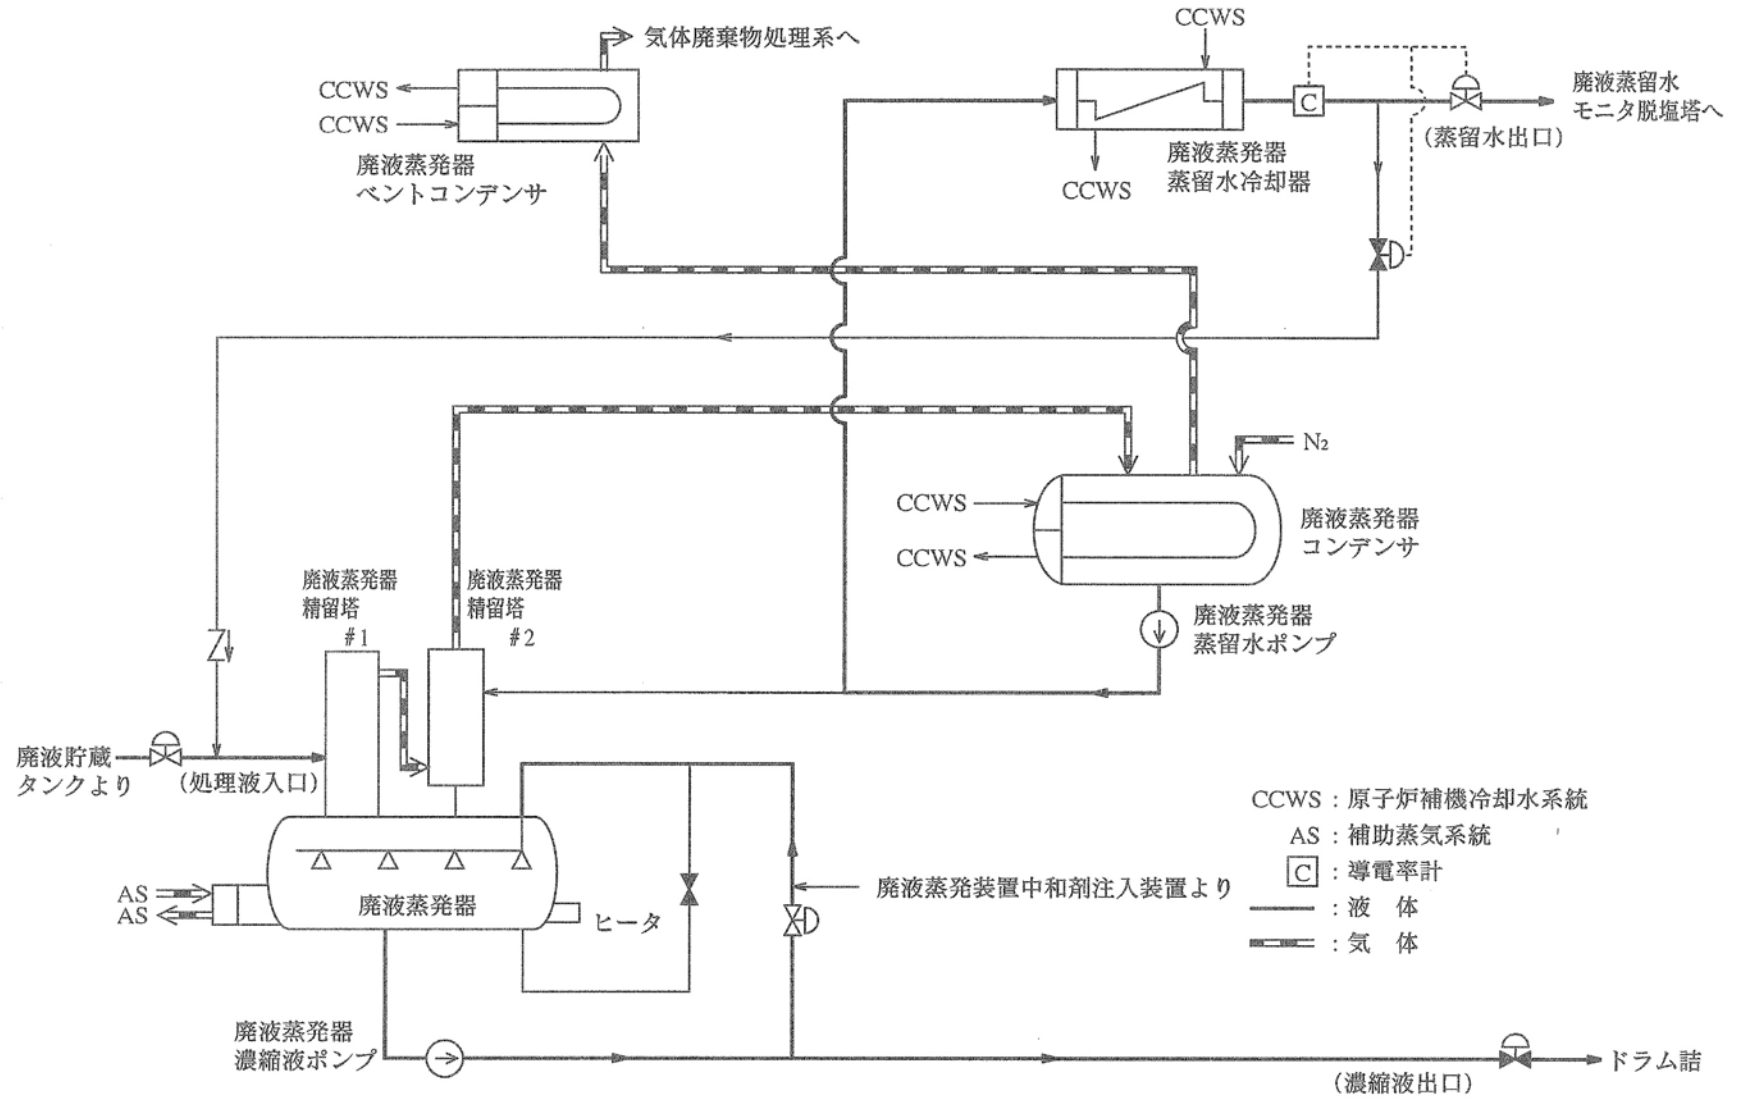 CCWS
気体廃棄物処理系へ
CCWS
CCWS
廃液蒸発器
ベントコンデンサ
C
廃液蒸留水
モニタ脱塩塔へ
(蒸留水出口)
廃液蒸発器
蒸留水冷却器
CCWS
N₂
CCWS
CCWS
廃液蒸発器
コンデンサ
廃液蒸発器
精留塔
#1
廃液蒸発器
精留塔
#2
廃液蒸発器
蒸留水ポンプ
廃液貯蔵
タンクより
(処理液入口)
AS
AS
廃液蒸発器
ヒータ
廃液蒸発装置中和剤注入装置より
CCWS : 原子炉補機冷却水系統
AS : 補助蒸気系統
C : 導電率計
: 液 体
: 気 体
廃液蒸発器
濃縮液ポンプ
(濃縮液出口)
ドラム詰